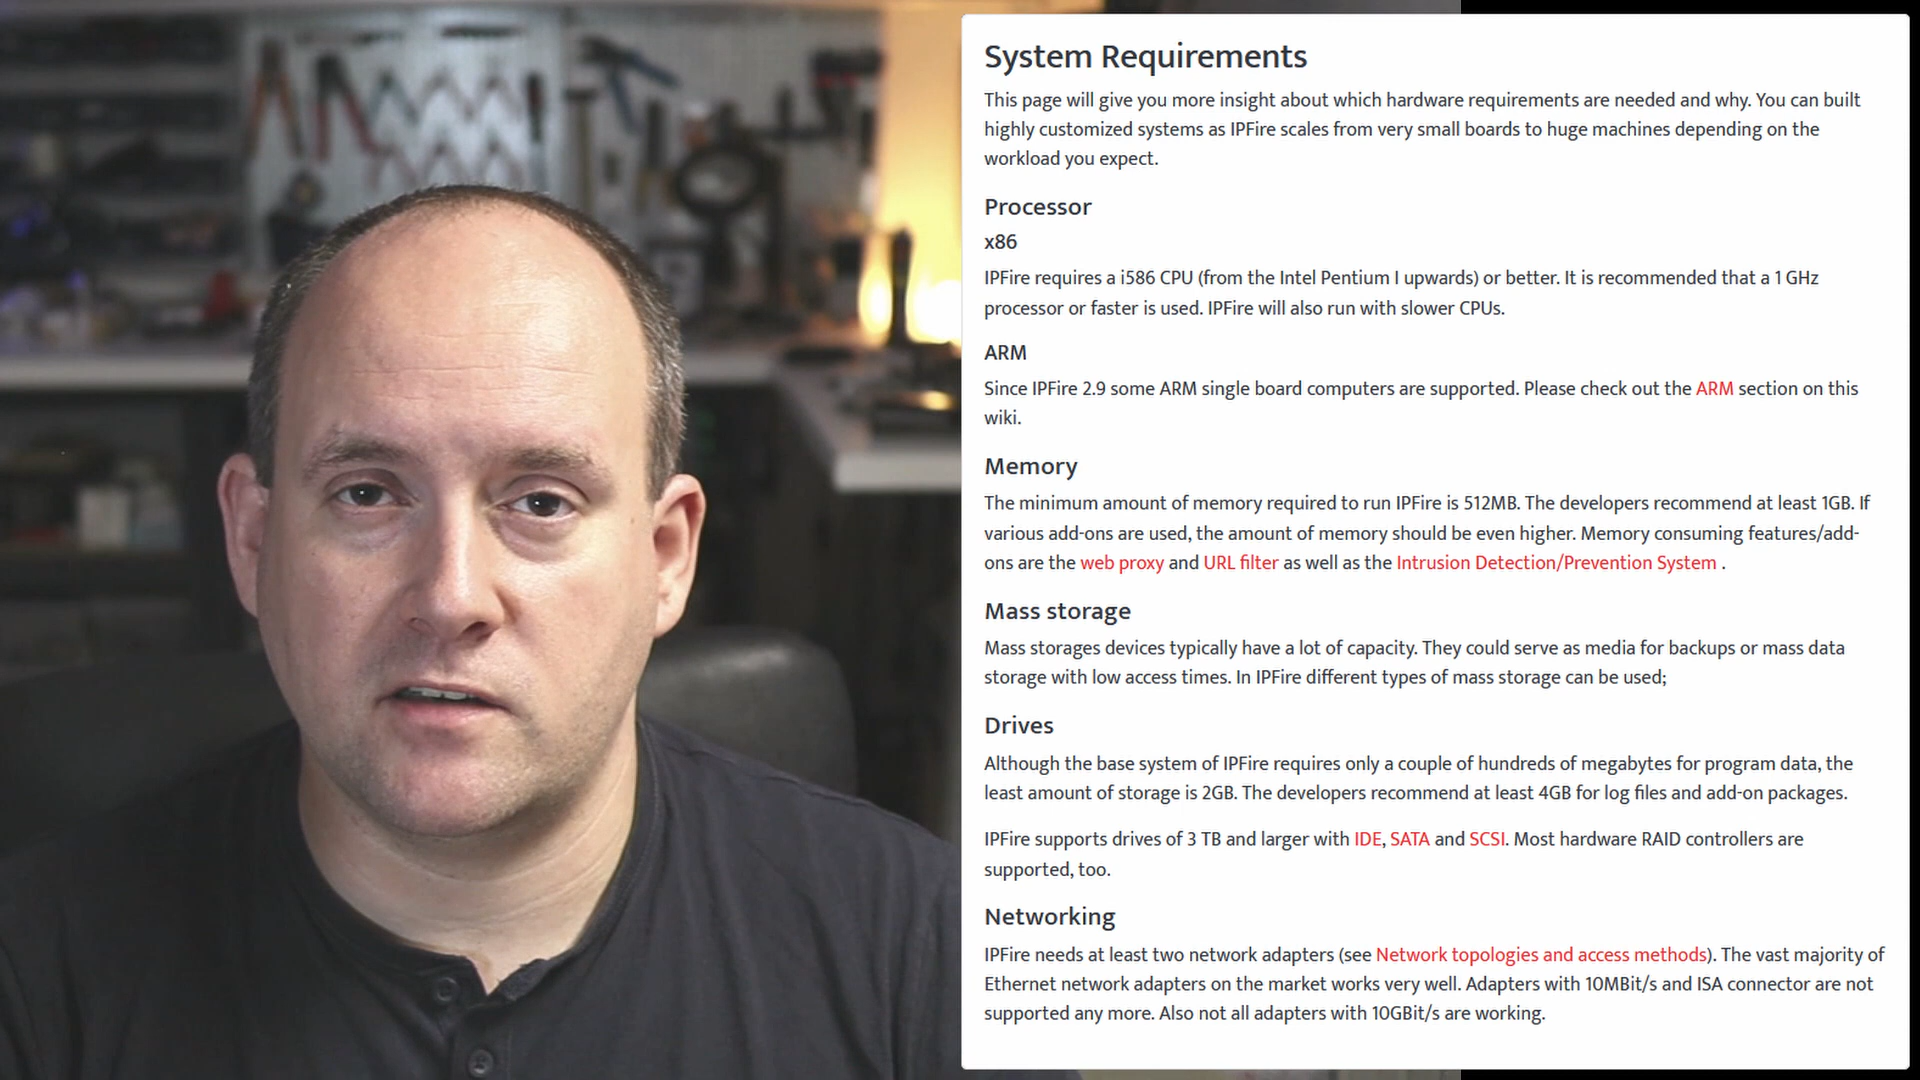 System Requirements
This page will give you more insight about which hardware requirements are needed and why. You can built
highly customized systems as IPFire scales from very small boards to huge machines depending on the
workload you expect.
Processor
x86
IPFire requires a i586 CPU (from the Intel Pentium I upwards) or better. It is recommended that a 1 GHz
processor or faster is used. IPFire will also run with slower CPUs.
ARM
Since IPFire 2.9 some ARM single board computers are supported. Please check out the ARM section on this
wiki.
Memory
The minimum amount of memory required to run IPFire is 512MB. The developers recommend at least 1GB. If
various add-ons are used, the amount of memory should be even higher. Memory consuming features/add-
ons are the web proxy and URL filter as well as the Intrusion Detection/Prevention System .
Mass storage
Mass storages devices typically have a lot of capacity. They could serve as media for backups or mass data
storage with low access times. In IPFire different types of mass storage can be used;
Drives
Although the base system of IPFire requires only a couple of hundreds of megabytes for program data, the
least amount of storage is 2GB. The developers recommend at least 4GB for log files and add-on packages.
IPFire supports drives of 3 TB and larger with IDE, SATA and SCSI. Most hardware RAID controllers are
supported, too.
Networking
IPFire needs at least two network adapters (see Network topologies and access methods). The vast majority of
Ethernet network adapters on the market works very well. Adapters with 10MBit/s and ISA connector are not
supported any more. Also not all adapters with 10GBit/s are working.